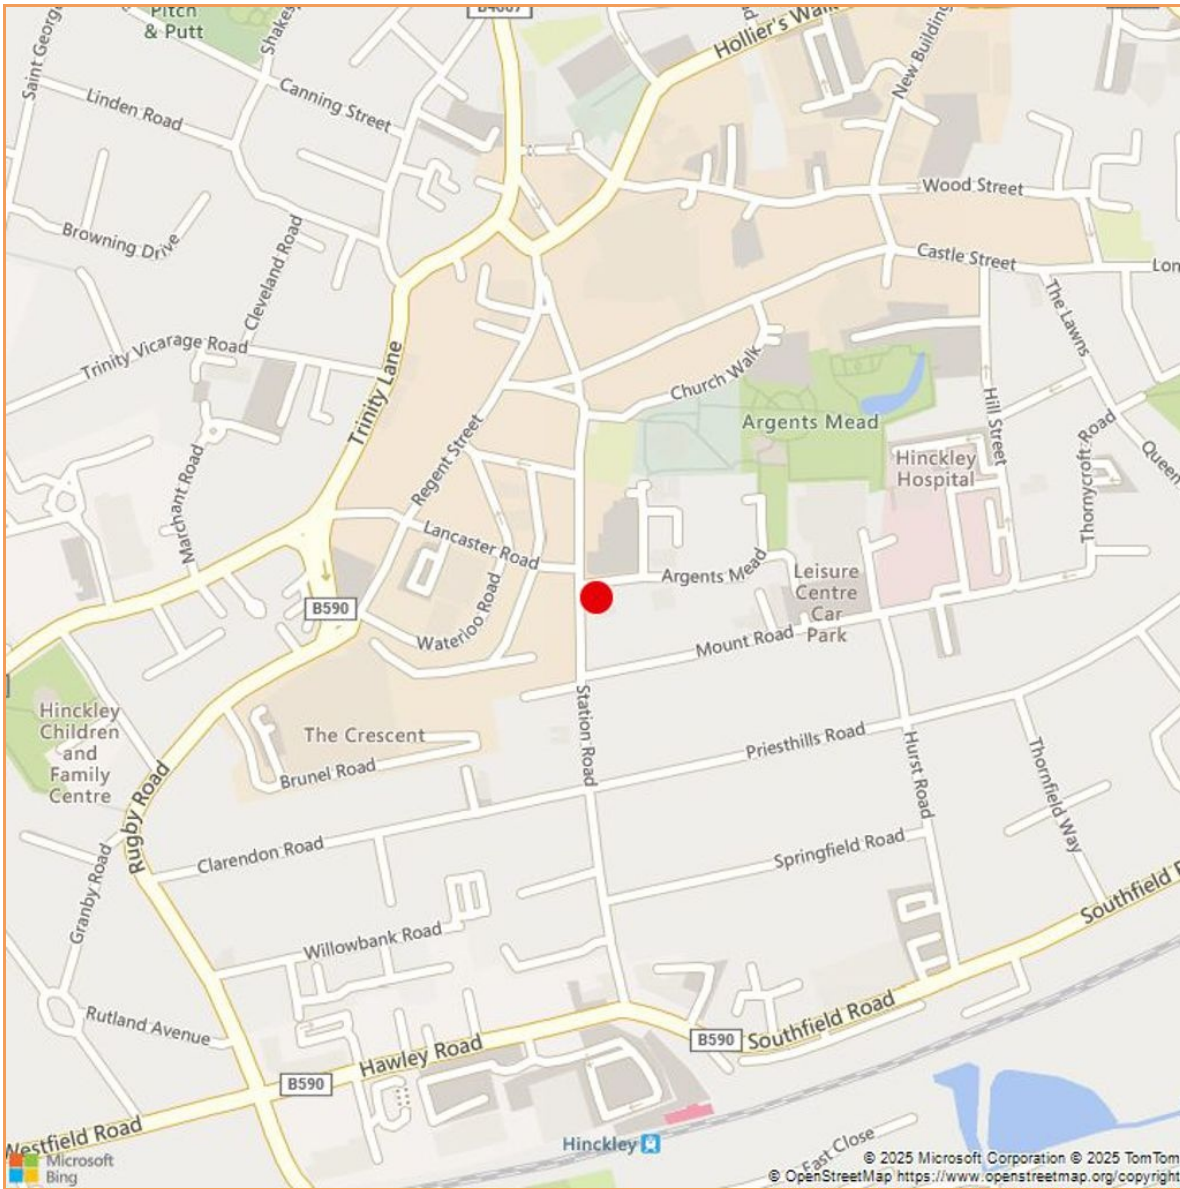 Pitch
& Putt
B4667
Hollier's Walk
New Building
Saint Georg
Shakes
Linden Road
Canning Street
Wood Street
Browning Drive
Cleveland Road
Castle Street
Lon
The Lawns
Trinity Vicarage Road
Trinity Lane
Church Walk
Regent Street
Argents Mead
Hill Street
Thornycroft Road
Queen
Hinckley
Hospital
Marchant Road
Lancaster Road
Argents Mead
Leisure
Centre
Car
Park
B590
Waterloo Road
Mount Road
Hinckley
Children
and
Family
Centre
The Crescent
Station Road
Brunel Road
Priesthills Road
Hurst Road
Thornfield Way
Rugby Road
Clarendon Road
Springfield Road
Granby Road
Southfield R
Willowbank Road
Rutland Avenue
Hawley Road
B590
Southfield Road
B590
Westfield Road
Hinckley
East Close
Microsoft
Bing
© 2025 Microsoft Corporation © 2025 TomTom
© OpenStreetMap https://www.openstreetmap.org/copyright